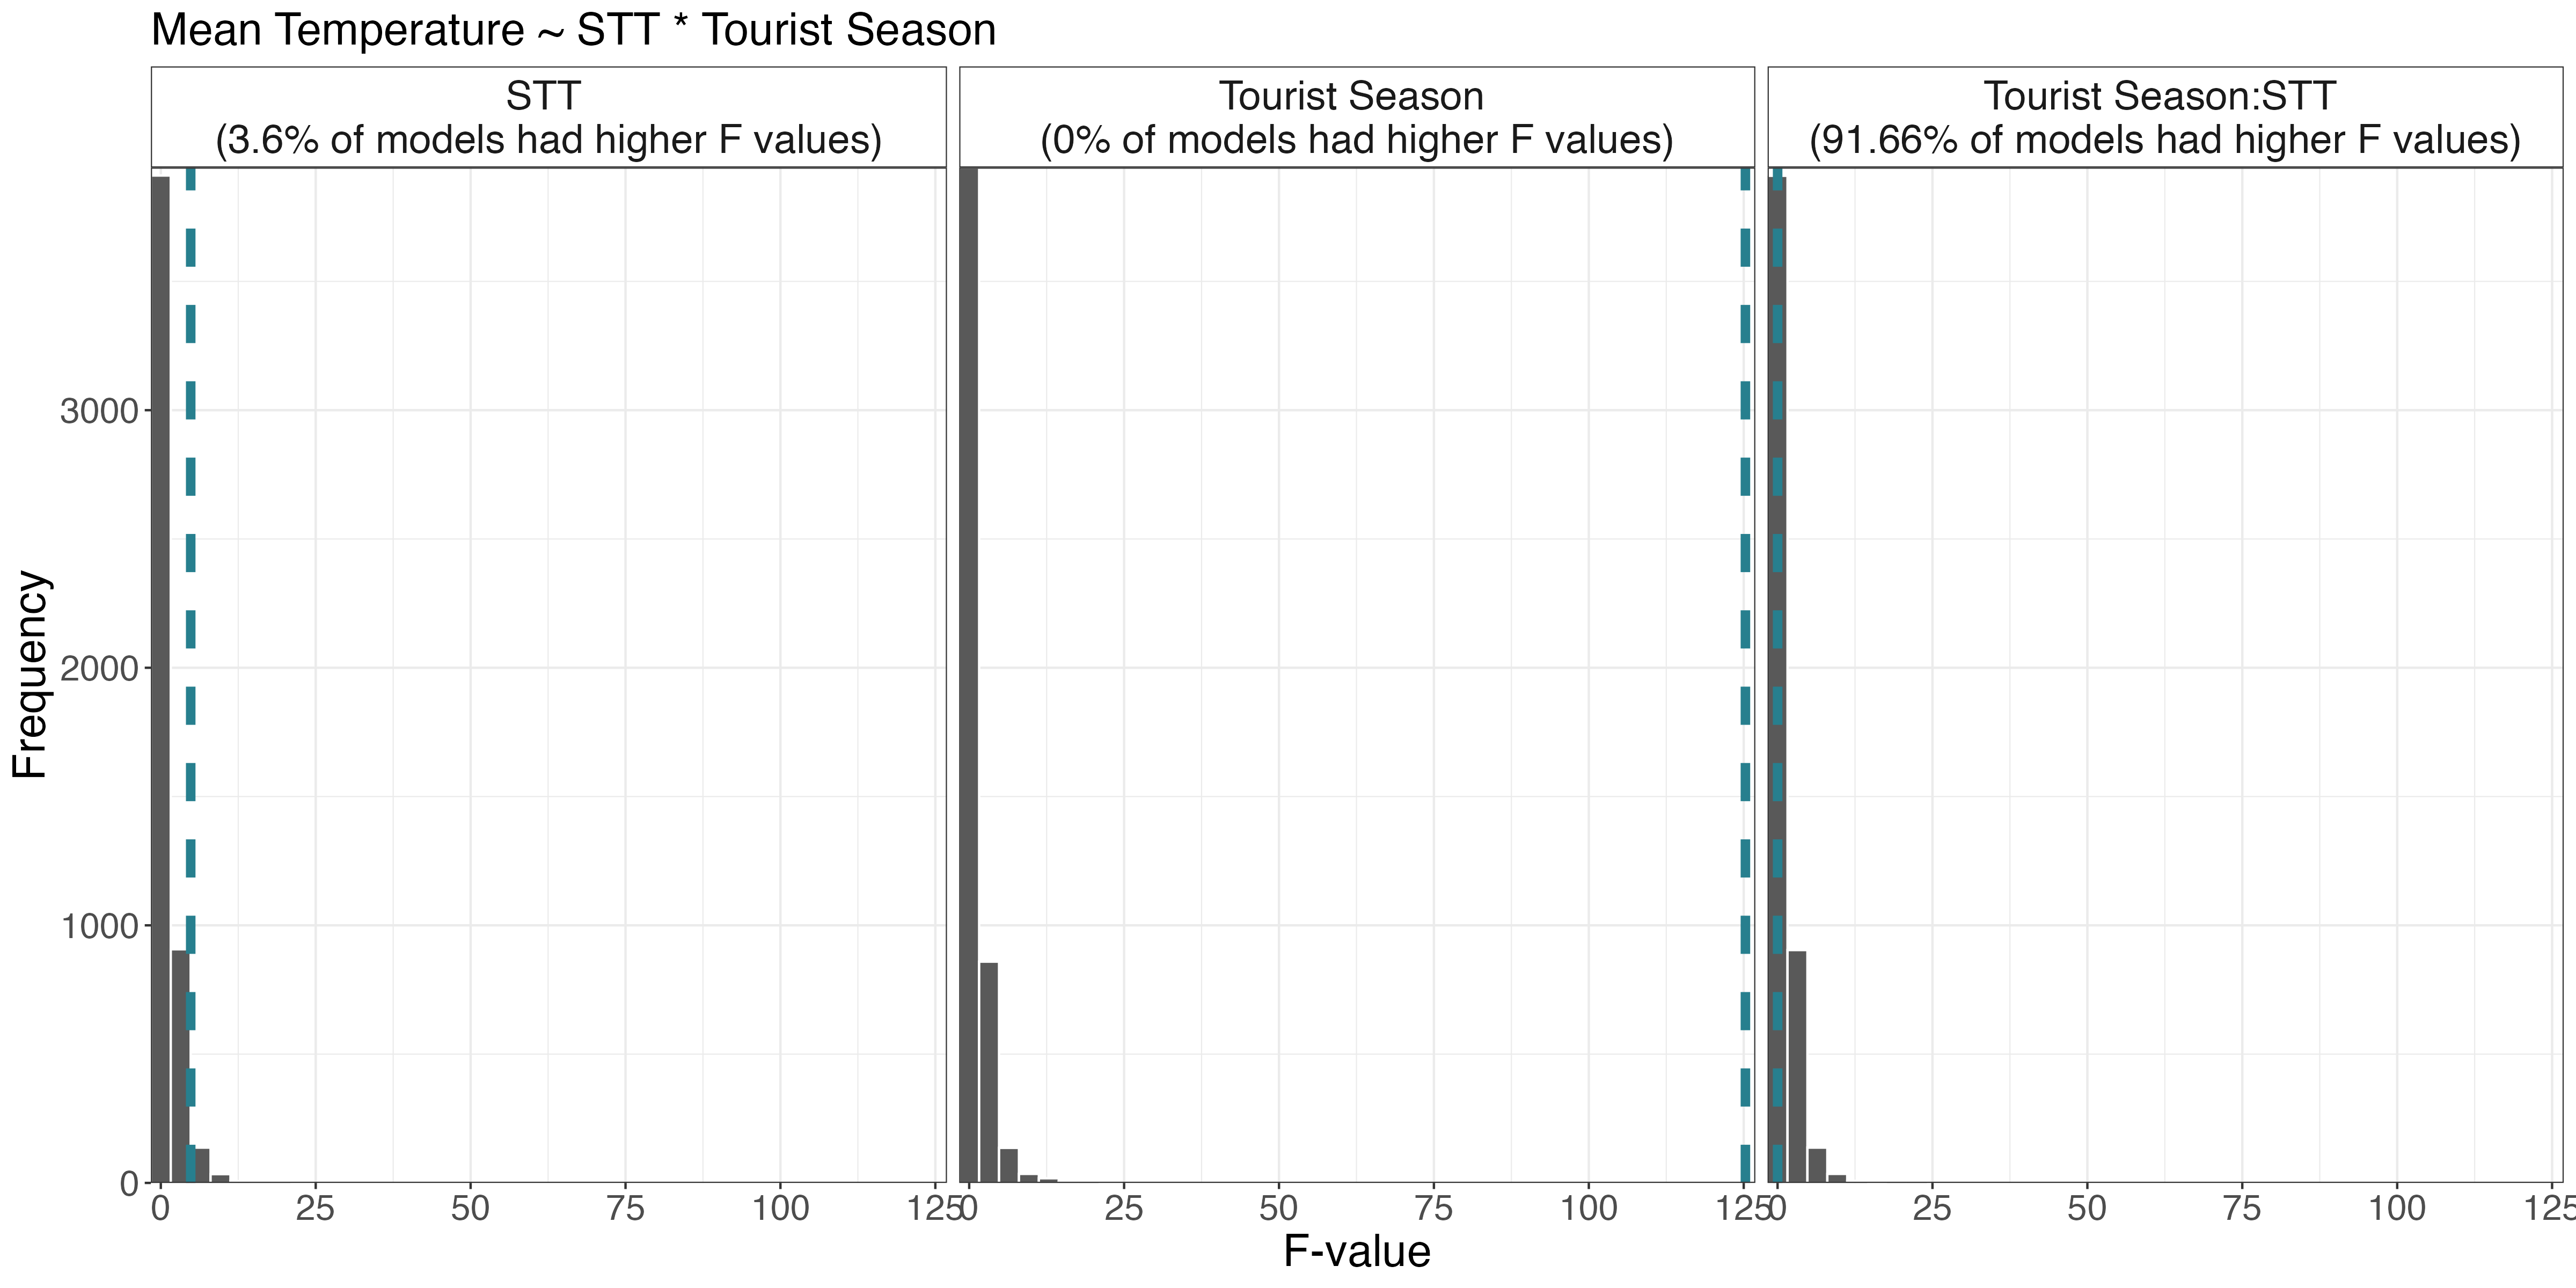 Mean Temperature ~ STT * Tourist Season
STT
(3.6% of models had higher F values)
Tourist Season
(0% of models had higher F values)
Tourist Season:STT
(91.66% of models had higher F values)
Frequency
3000
2000
1000
0
0 25 50 75 100 125
0 25 50 75 100 125
0 25 50 75 100 125
F-value